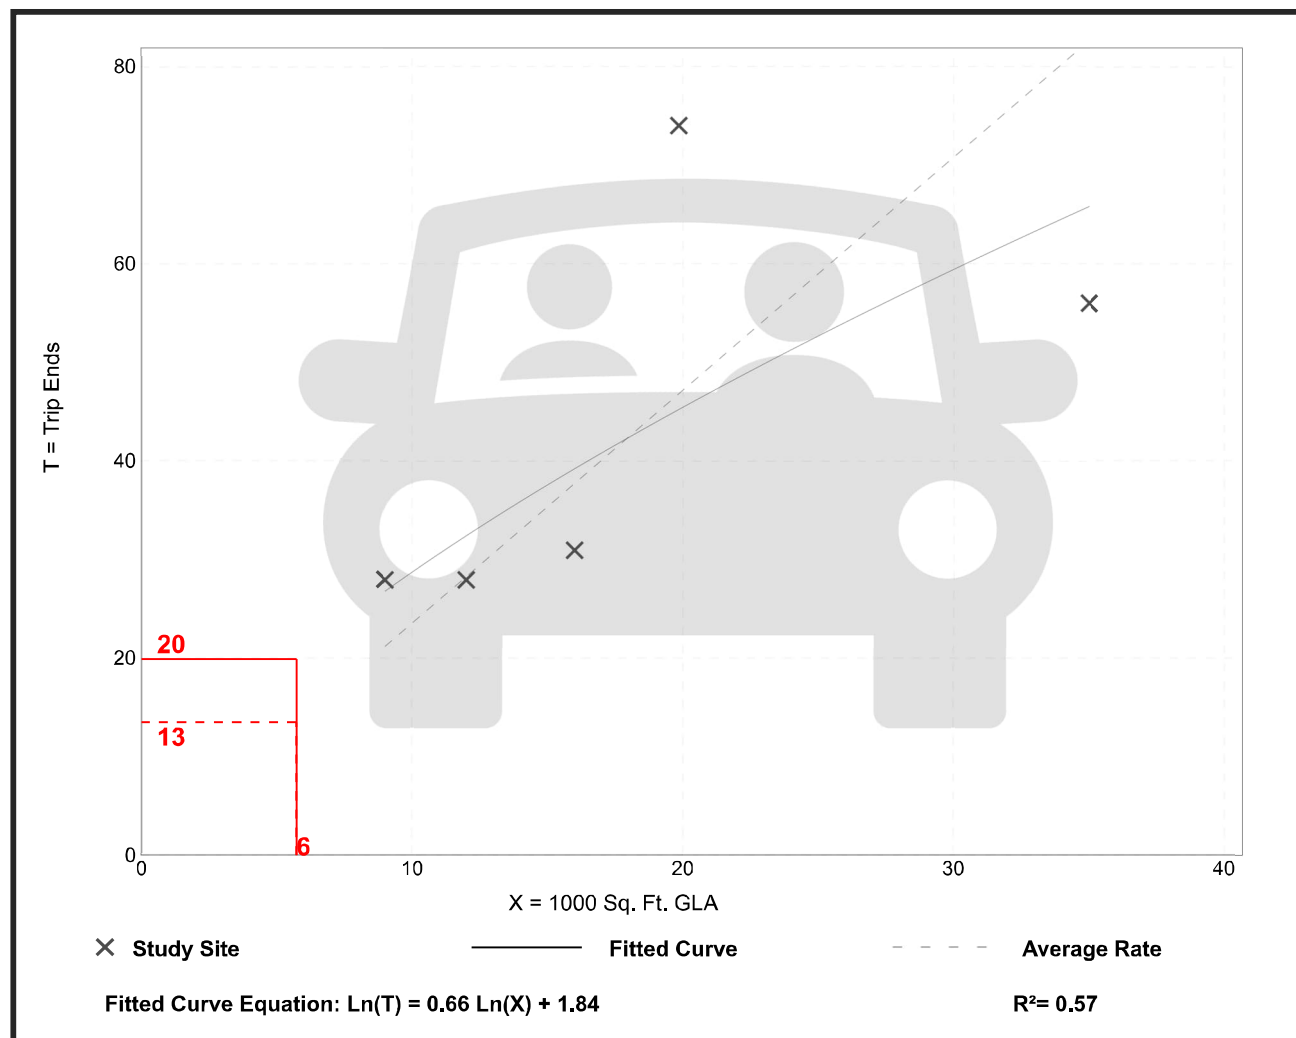 80
60
40
20
0
T = Trip Ends
20
13
6
0 10 20 30 40
X = 1000 Sq. Ft. GLA
Study Site Fitted Curve Average Rate
Fitted Curve Equation: Ln(T) = 0.66 Ln(X) + 1.84 R²= 0.57